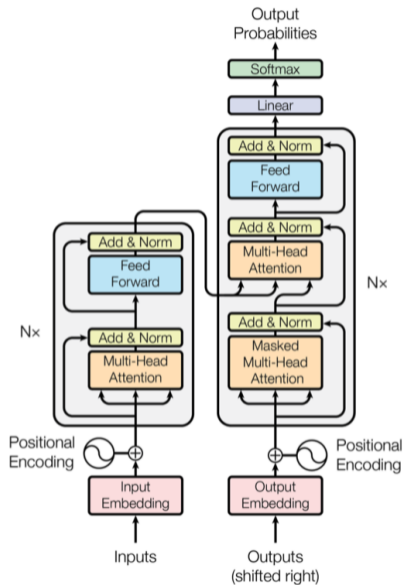 Output
Probabilities
Softmax
Linear
Add & Norm
Feed
Forward
Add & Norm
Multi-Head
Attention
Nx
Add & Norm
Masked
Multi-Head
Attention
Add & Norm
Feed
Forward
Nx
Add & Norm
Multi-Head
Attention
Positional
Encoding
Positional
Encoding
Input
Embedding
Output
Embedding
Inputs
Outputs
(shifted right)